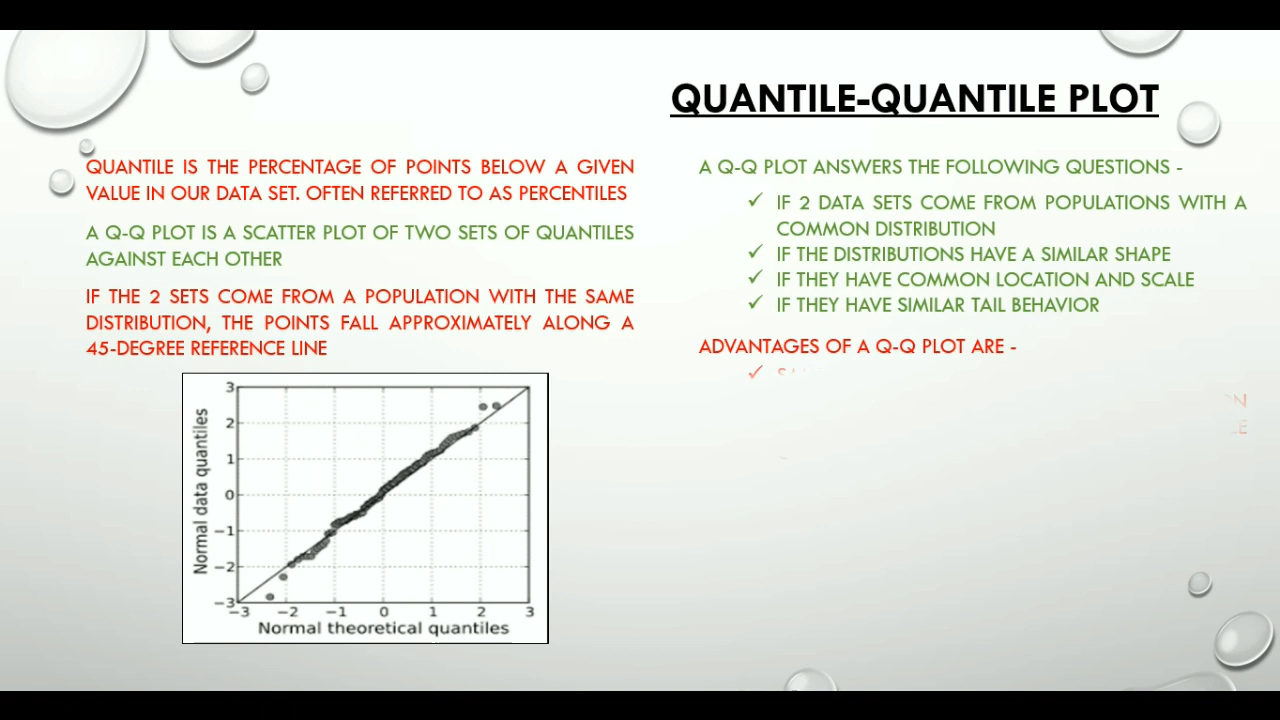 QUANTILE-QUANTILE PLOT
QUANTILE IS THE PERCENTAGE OF POINTS BELOW A GIVEN
VALUE IN OUR DATA SET. OFTEN REFERRED TO AS PERCENTILES
A Q-Q PLOT IS A SCATTER PLOT OF TWO SETS OF QUANTILES
AGAINST EACH OTHER
IF THE 2 SETS COME FROM A POPULATION WITH THE SAME
DISTRIBUTION, THE POINTS FALL APPROXIMATELY ALONG A
45-DEGREE REFERENCE LINE
3
2
1
0
−1
−2
−3
Normal data quantiles
−3 −2 −1 0 1 2 3
Normal theoretical quantiles
A Q-Q PLOT ANSWERS THE FOLLOWING QUESTIONS -
✓ IF 2 DATA SETS COME FROM POPULATIONS WITH A
COMMON DISTRIBUTION
✓ IF THE DISTRIBUTIONS HAVE A SIMILAR SHAPE
✓ IF THEY HAVE COMMON LOCATION AND SCALE
✓ IF THEY HAVE SIMILAR TAIL BEHAVIOR
ADVANTAGES OF A Q-Q PLOT ARE -